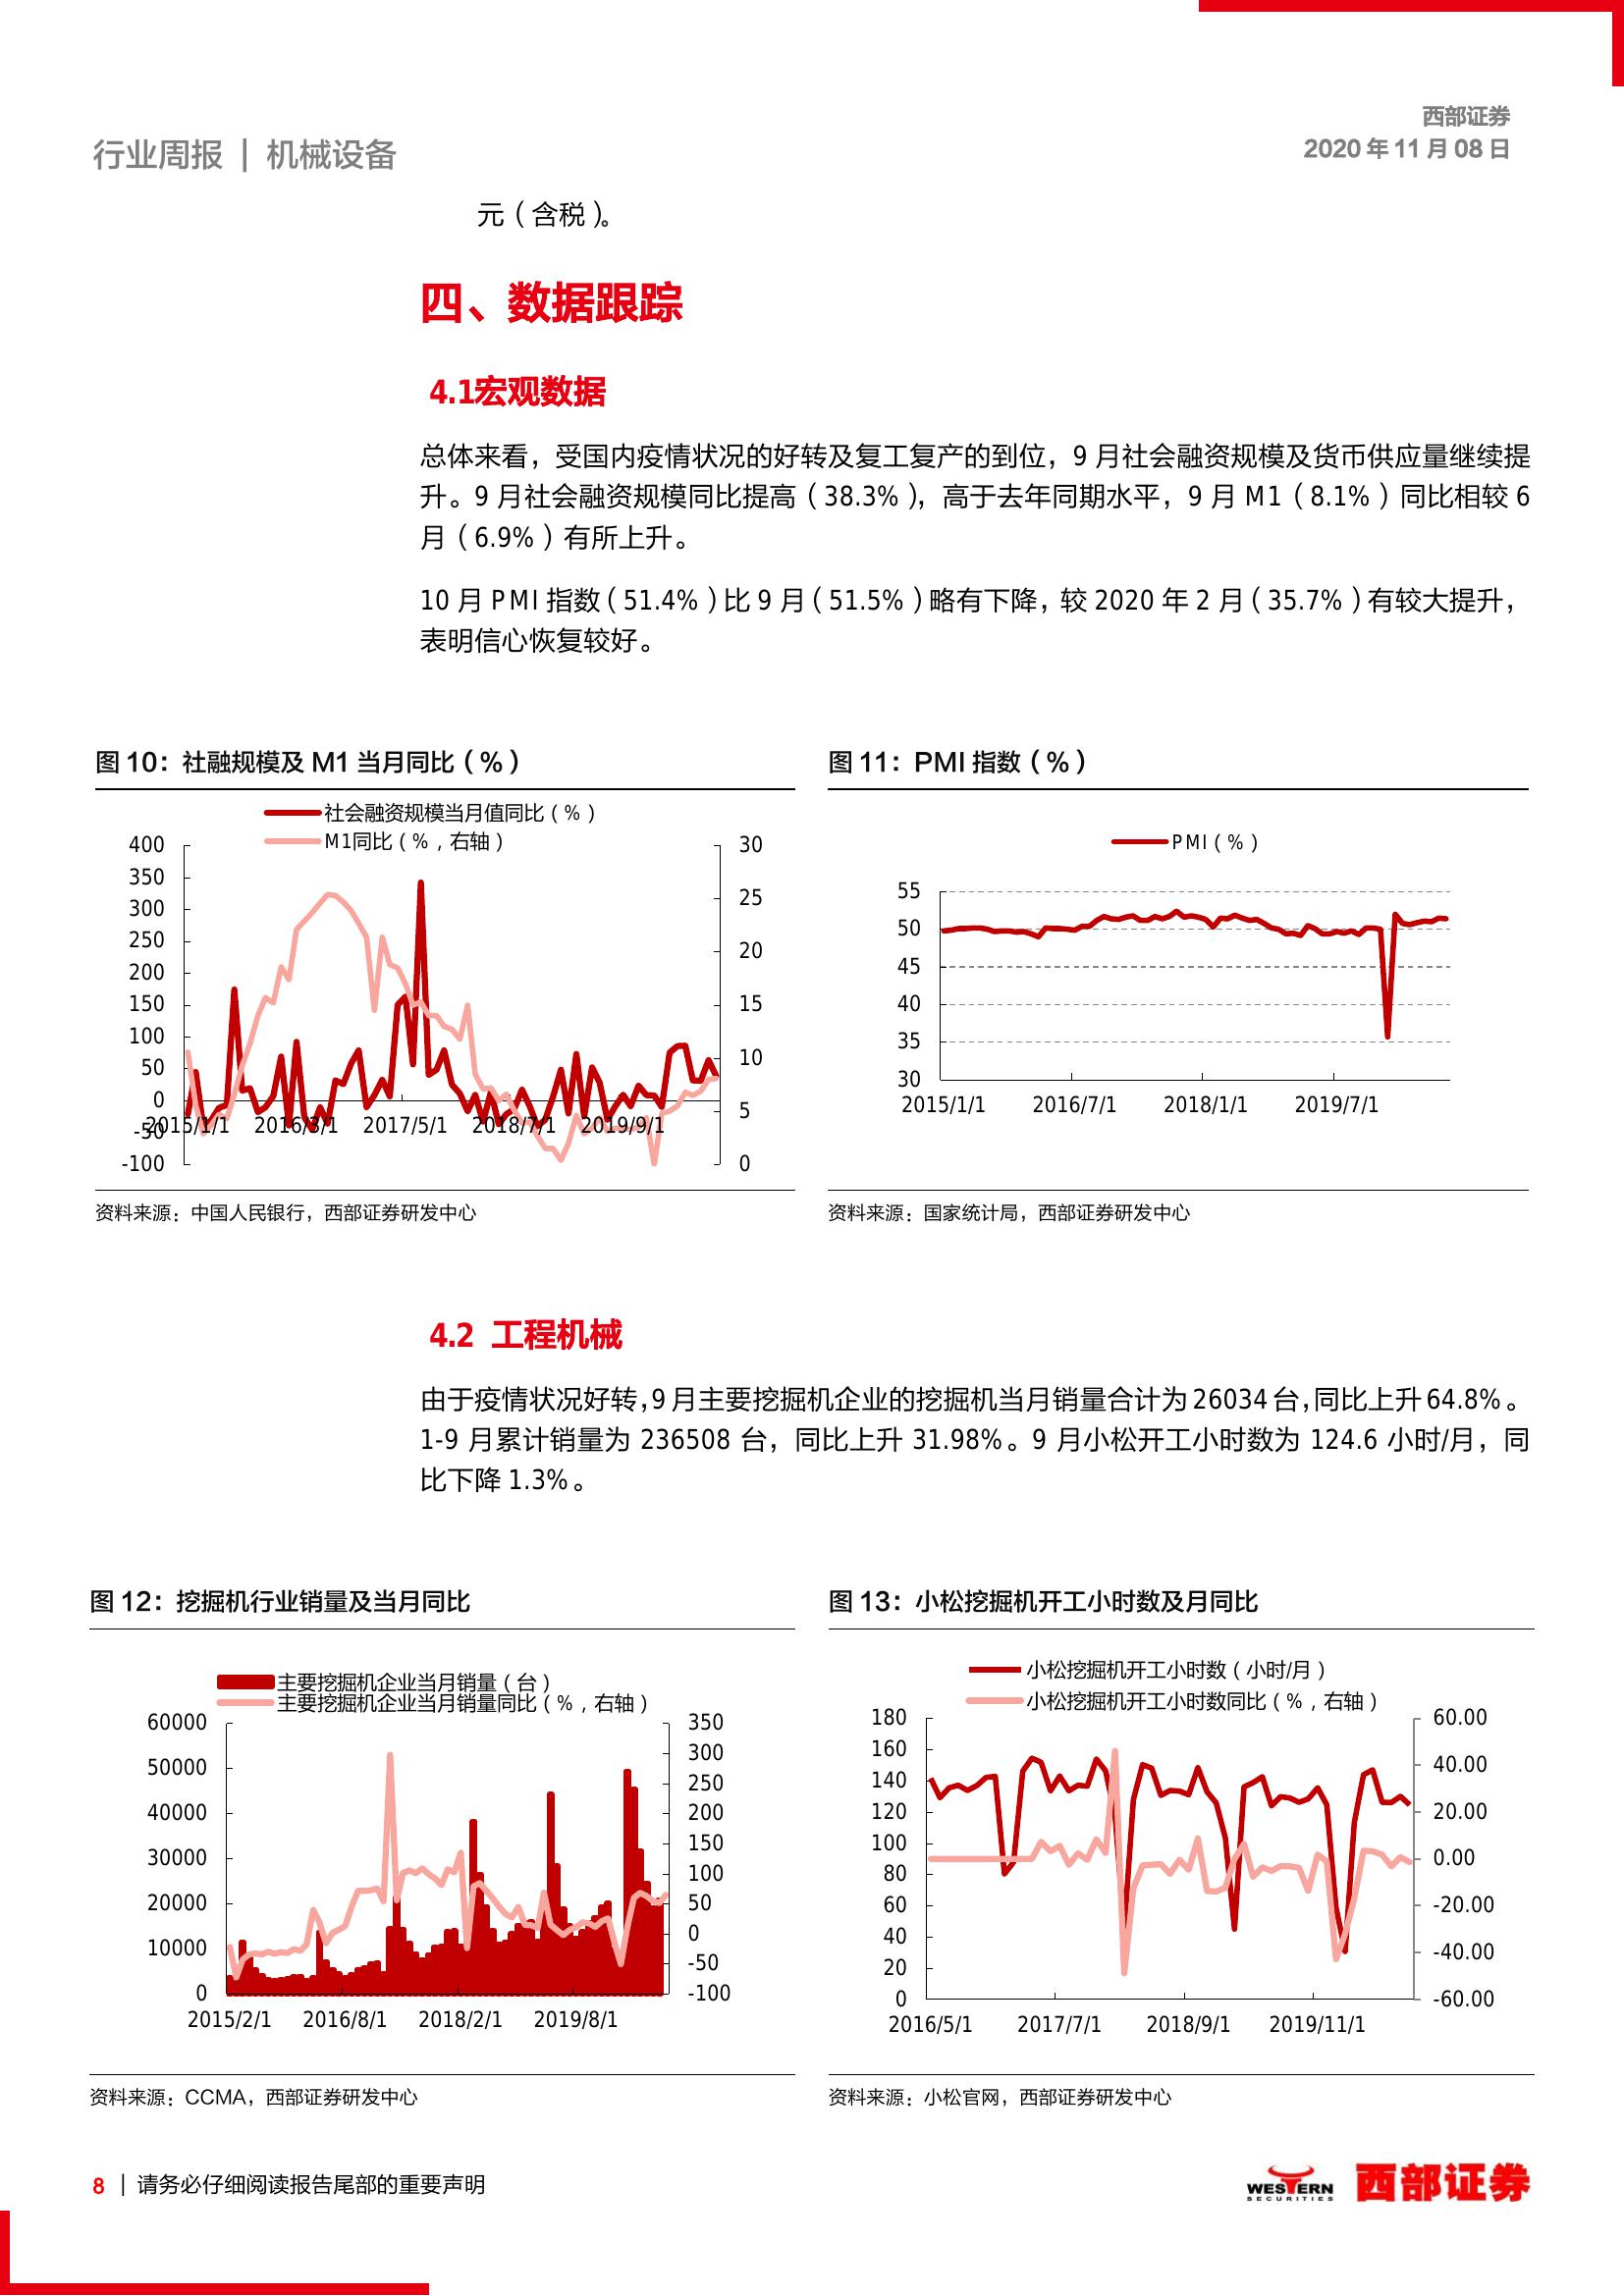 西部证券
行业周报 | 机械设备
2020 年 11 月 08 日
元（含税）。
四、数据跟踪
4.1宏观数据
总体来看，受国内疫情状况的好转及复工复产的到位，9 月社会融资规模及货币供应量继续提
升。9 月社会融资规模同比提高（38.3%），高于去年同期水平，9 月 M1（8.1%）同比相较 6
月（6.9%）有所上升。
10 月 PMI 指数（51.4%）比 9 月（51.5%）略有下降，较 2020 年 2 月（35.7%）有较大提升，
表明信心恢复较好。
图 10：社融规模及 M1 当月同比（%）
社会融资规模当月值同比（%）
M1同比（%，右轴）
400
350
300
250
200
150
100
50
0
-50
-100
30
25
20
15
10
5
0
2015/1/1 2016/3/1 2017/5/1 2018/7/1 2019/9/1
资料来源：中国人民银行，西部证券研发中心
图 11：PMI 指数（%）
PMI（%）
55
50
45
40
35
30
2015/1/1 2016/7/1 2018/1/1 2019/7/1
资料来源：国家统计局，西部证券研发中心
4.2 工程机械
由于疫情状况好转，9 月主要挖掘机企业的挖掘机当月销量合计为 26034 台，同比上升 64.8%。
1-9 月累计销量为 236508 台，同比上升 31.98%。9 月小松开工小时数为 124.6 小时/月，同
比下降 1.3%。
图 12：挖掘机行业销量及当月同比
主要挖掘机企业当月销量（台）
主要挖掘机企业当月销量同比（%，右轴）
60000
50000
40000
30000
20000
10000
0
350
300
250
200
150
100
50
0
-50
-100
2015/2/1 2016/8/1 2018/2/1 2019/8/1
资料来源：CCMA，西部证券研发中心
图 13：小松挖掘机开工小时数及月同比
小松挖掘机开工小时数（小时/月）
小松挖掘机开工小时数同比（%，右轴）
180
160
140
120
100
80
60
40
20
0
60.00
40.00
20.00
0.00
-20.00
-40.00
-60.00
2016/5/1 2017/7/1 2018/9/1 2019/11/1
资料来源：小松官网，西部证券研发中心
8 | 请务必仔细阅读报告尾部的重要声明
WESTERN
SECURITIES
西部证券